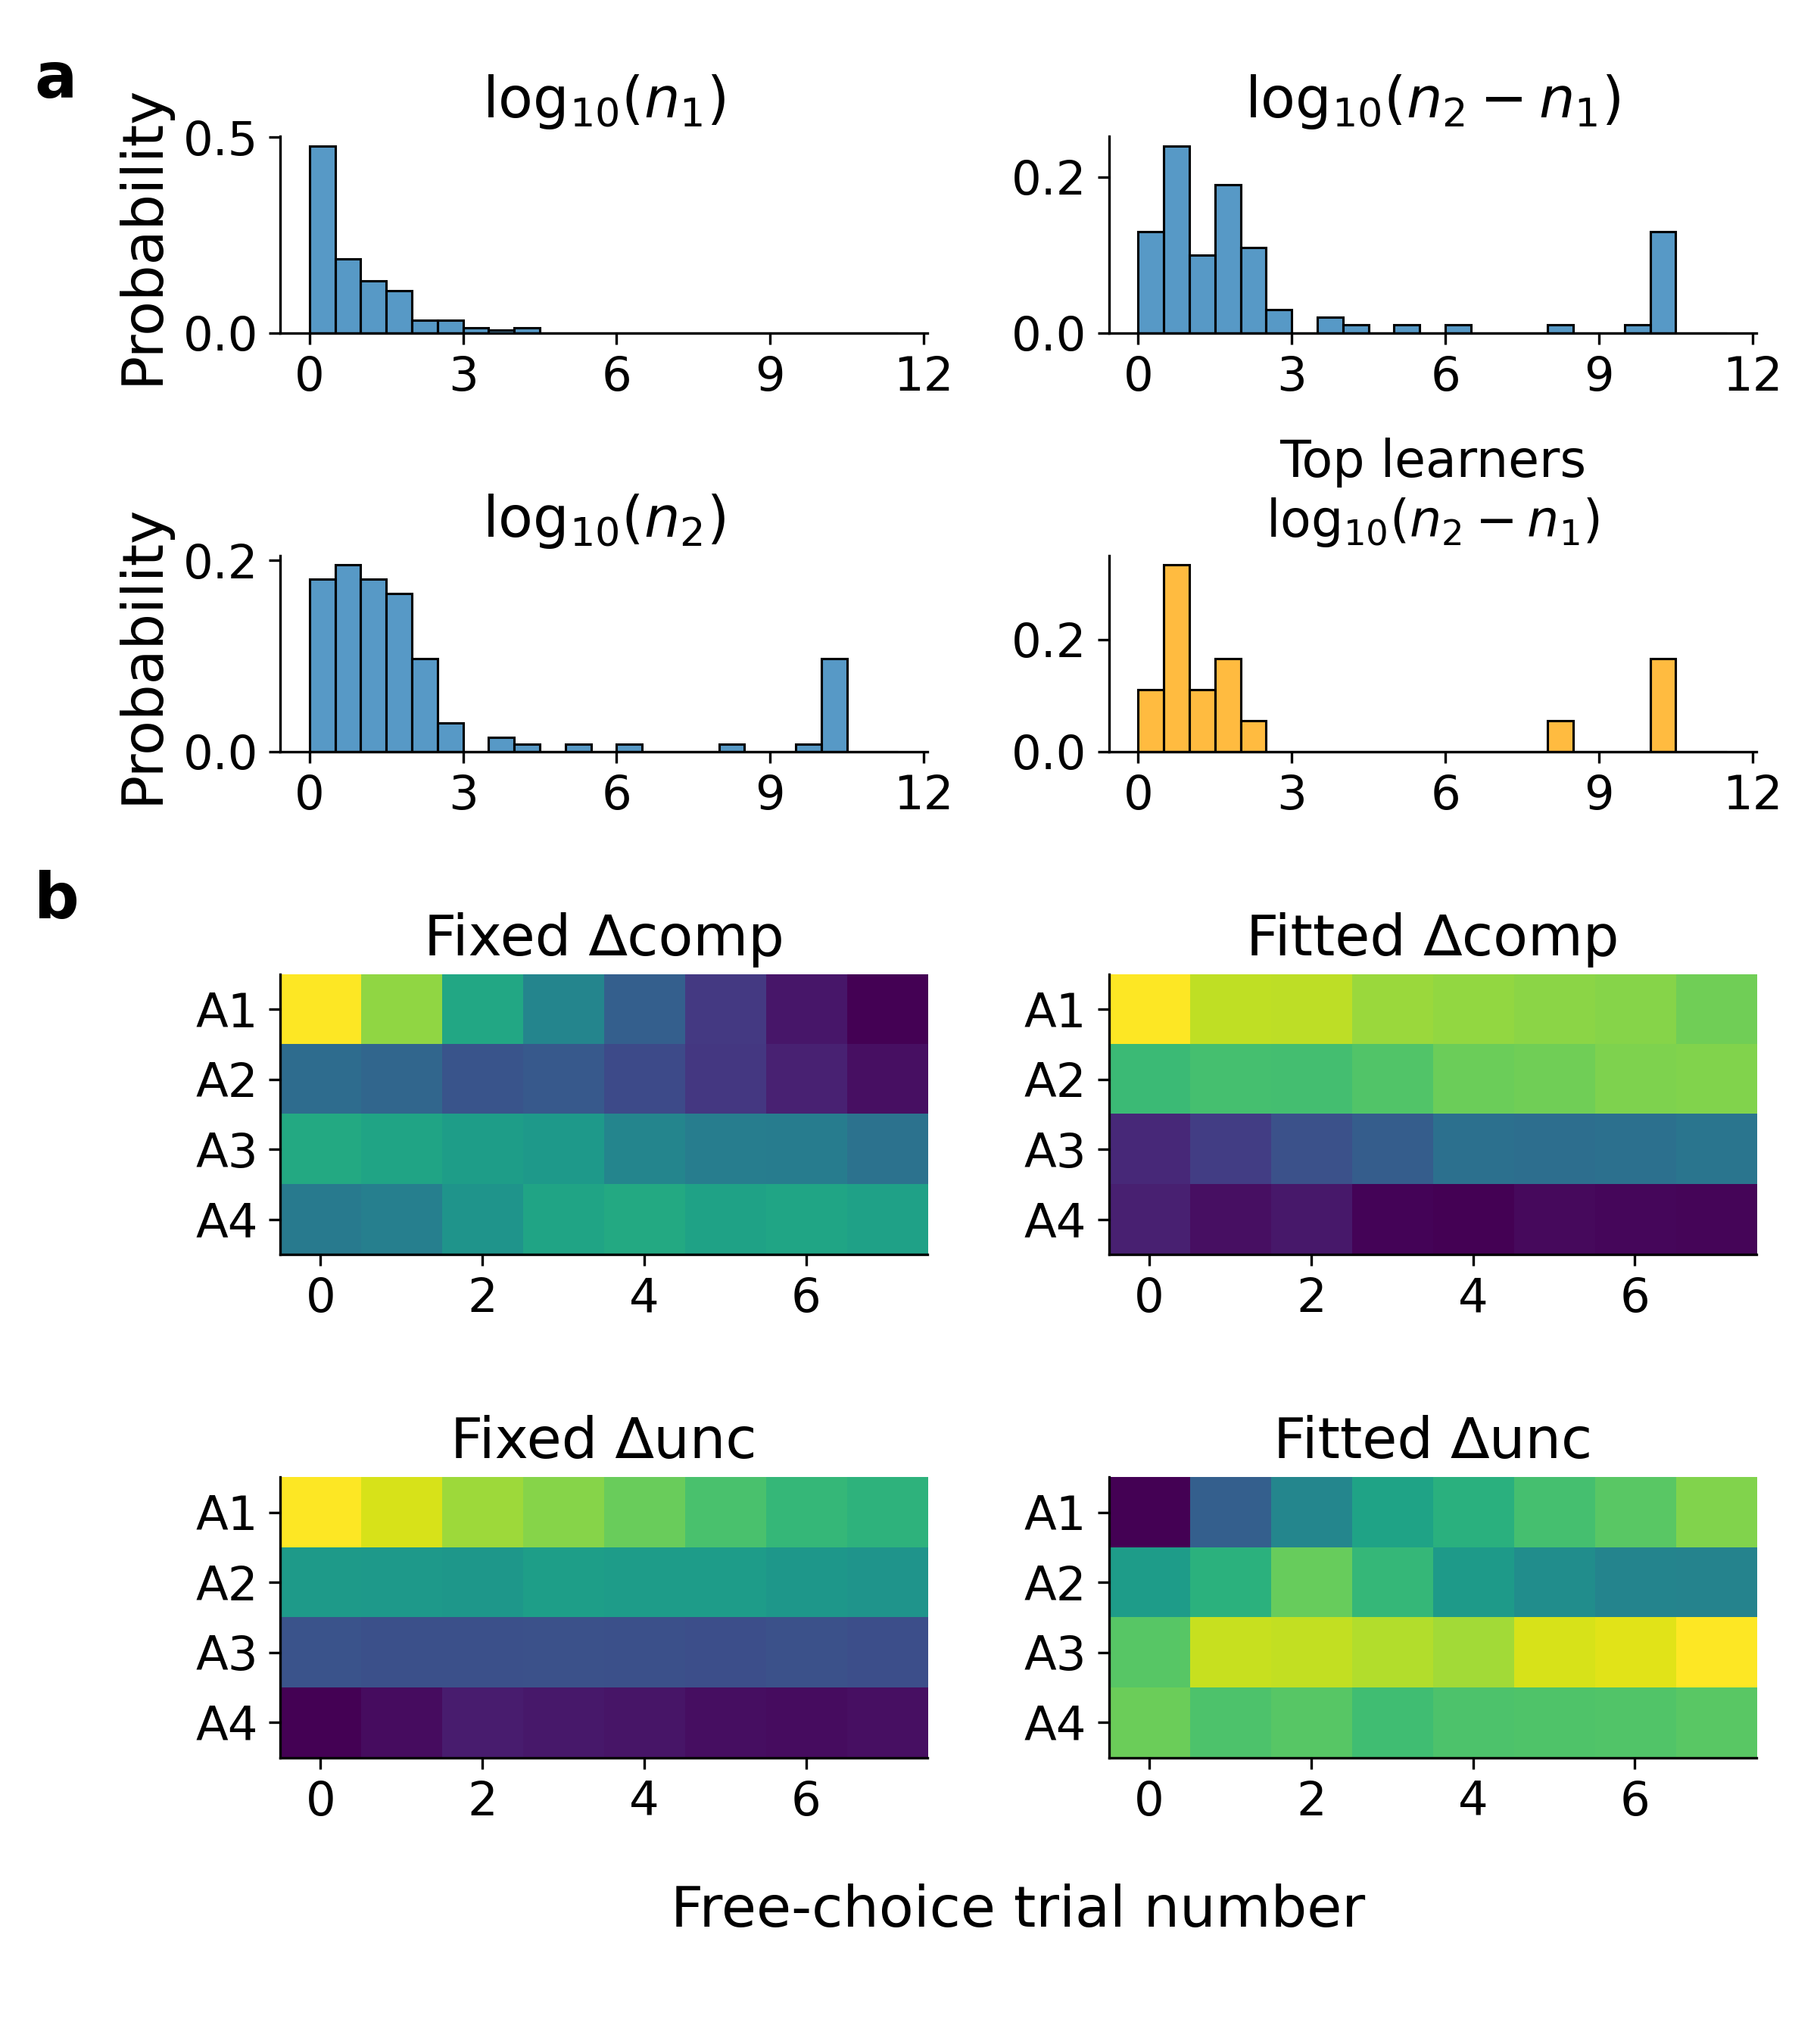 a
log₁₀(n₁)
Probability
0.5
0.0
0 3 6 9 12
log₁₀(n₂ − n₁)
0.2
0.0
0 3 6 9 12
log₁₀(n₂)
Probability
0.2
0.0
0 3 6 9 12
Top learners
log₁₀(n₂ − n₁)
0.2
0.0
0 3 6 9 12
b
Fixed Δcomp
A1
A2
A3
A4
0 2 4 6
Fitted Δcomp
A1
A2
A3
A4
0 2 4 6
Fixed Δunc
A1
A2
A3
A4
0 2 4 6
Fitted Δunc
A1
A2
A3
A4
0 2 4 6
Free-choice trial number